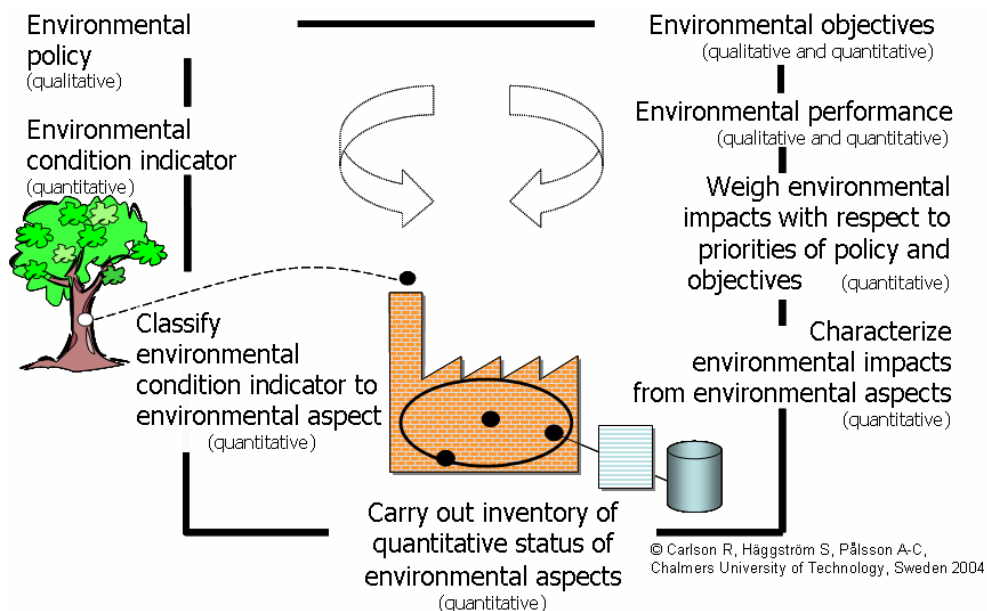 Environmental
policy
(qualitative)
Environmental
condition indicator
(quantitative)
Classify
environmental
condition indicator to
environmental aspect
(quantitative)
Carry out inventory of
quantitative status of
environmental aspects
(quantitative)
Environmental objectives
(qualitative and quantitative)
Environmental performance
(qualitative and quantitative)
Weigh environmental
impacts with respect to
priorities of policy and
objectives (quantitative)
Characterize
environmental impacts
from environmental aspects
(quantitative)
© Carlson R, Häggström S, Pålsson A-C,
Chalmers University of Technology, Sweden 2004